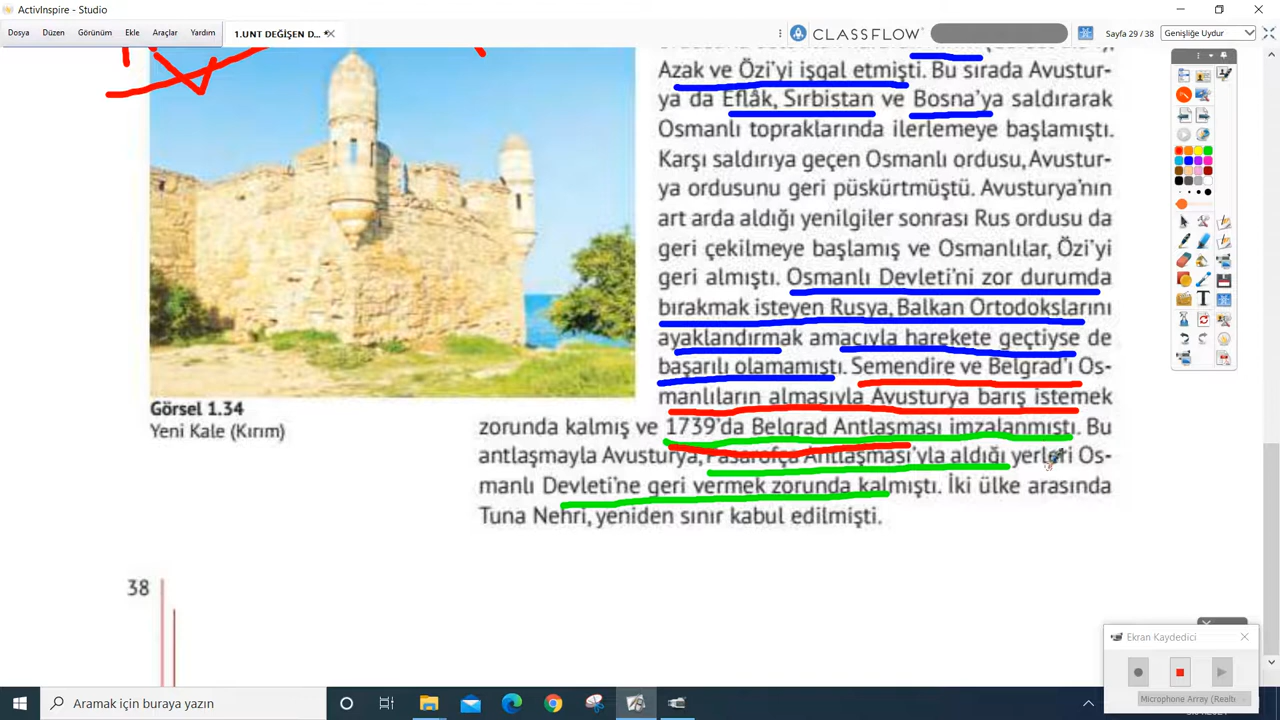 ActivInspire - Studio
Dosya Düzen Görünüm Ekle Araçlar Yardım
1.UNT DEĞİŞEN D...
CLASSFLOW
Sayfa 29 / 38
Genişliğe Uydur
Azak ve Özi'yi işgal etmişti. Bu sırada Avustur-
ya da Eflâk, Sırbistan ve Bosna'ya saldırarak
Osmanlı topraklarında ilerlemeye başlamıştı.
Karşı saldırıya geçen Osmanlı ordusu, Avustur-
ya ordusunu geri püskürtmüştü. Avusturya'nın
art arda aldığı yenilgiler sonrası Rus ordusu da
geri çekilmeye başlamış ve Osmanlılar, Özi'yi
geri almıştı. Osmanlı Devleti'ni zor durumda
bırakmak isteyen Rusya, Balkan Ortodokslarını
ayaklandırmak amacıyla harekete geçtiyse de
başarılı olamamıştı. Semendire ve Belgrad'ı Os-
manlıların almasıyla Avusturya barış istemek
zorunda kalmış ve 1739'da Belgrad Antlaşması imzalanmıştı. Bu
antlaşmayla Avusturya, Pasarofça Antlaşması'yla aldığı yerleri Os-
manlı Devleti'ne geri vermek zorunda kalmıştı. İki ülke arasında
Tuna Nehri, yeniden sınır kabul edilmişti.
Görsel 1.34
Yeni Kale (Kırım)
38
Ekran Kaydedici
Microphone Array (Realt
Aramak için buraya yazın